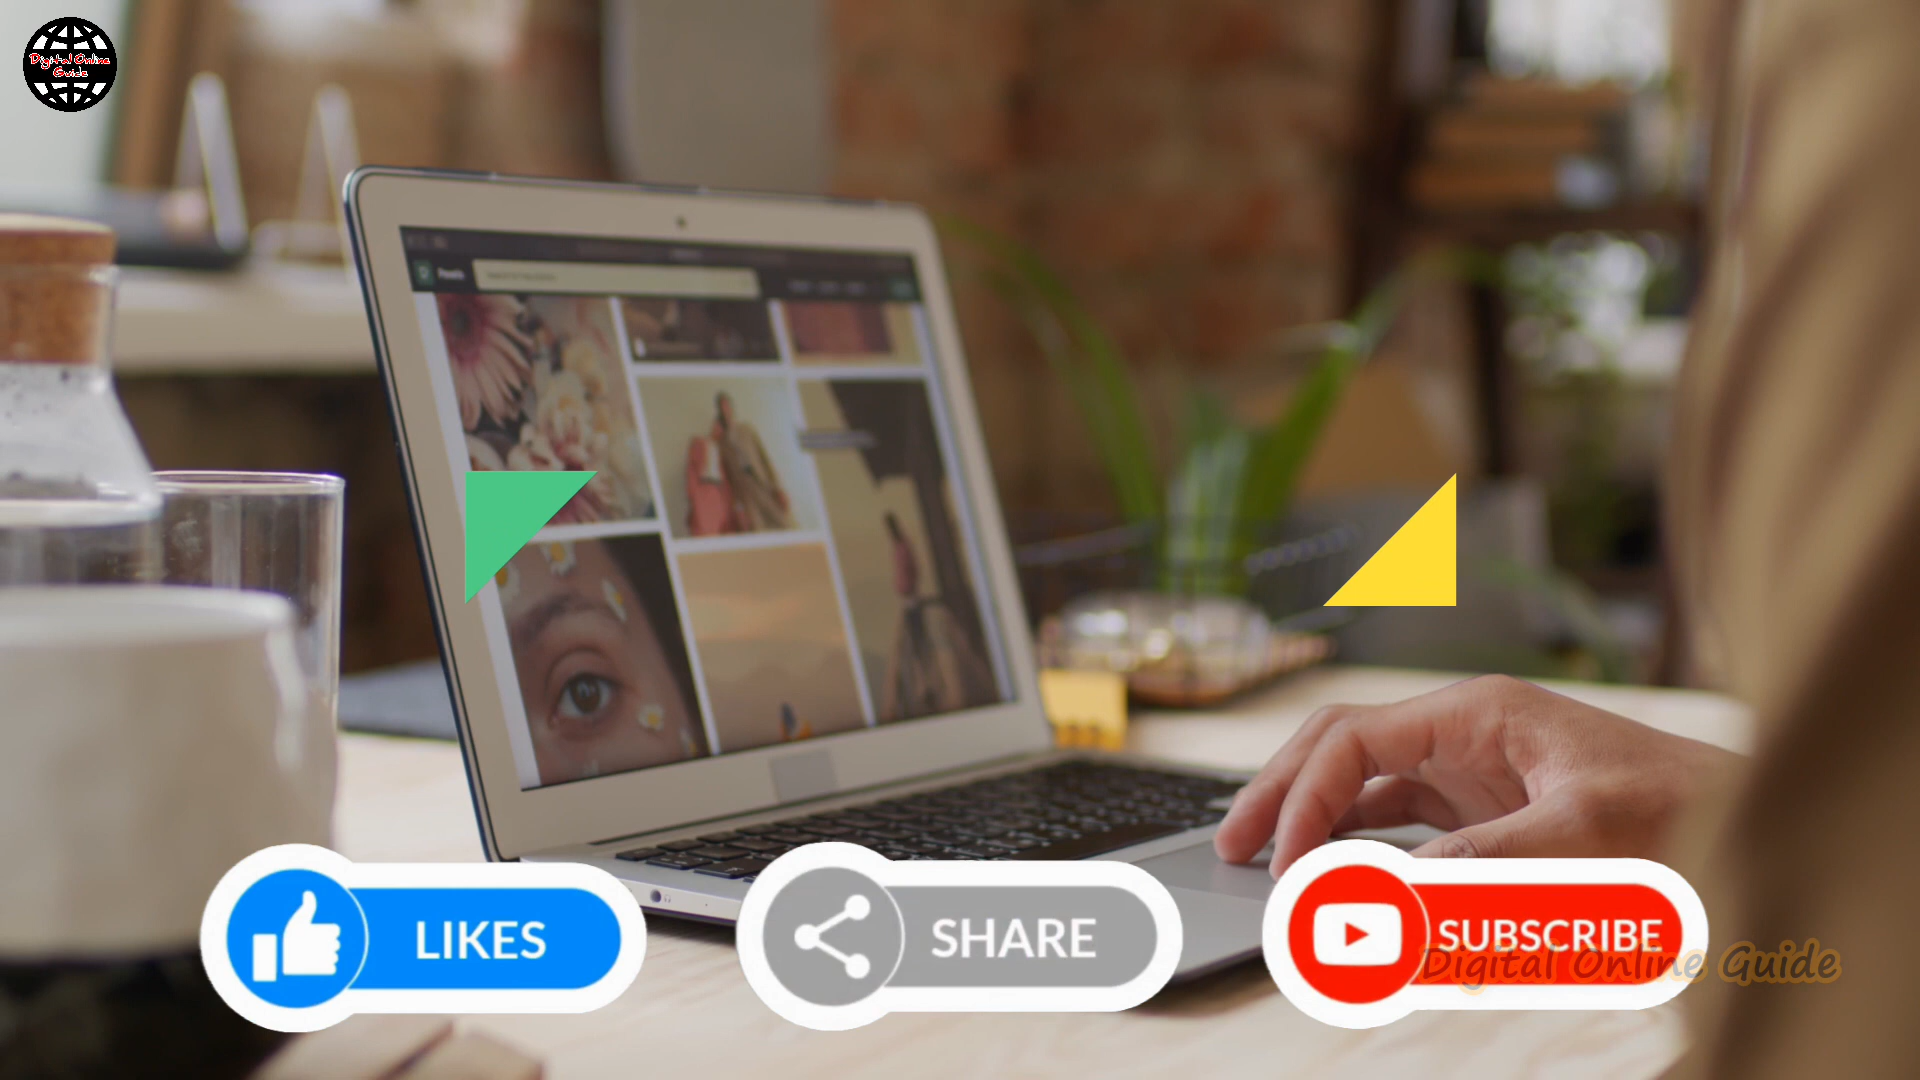 Digital Online
Guide
LIKES
SHARE
SUBSCRIBE
Digital Online Guide